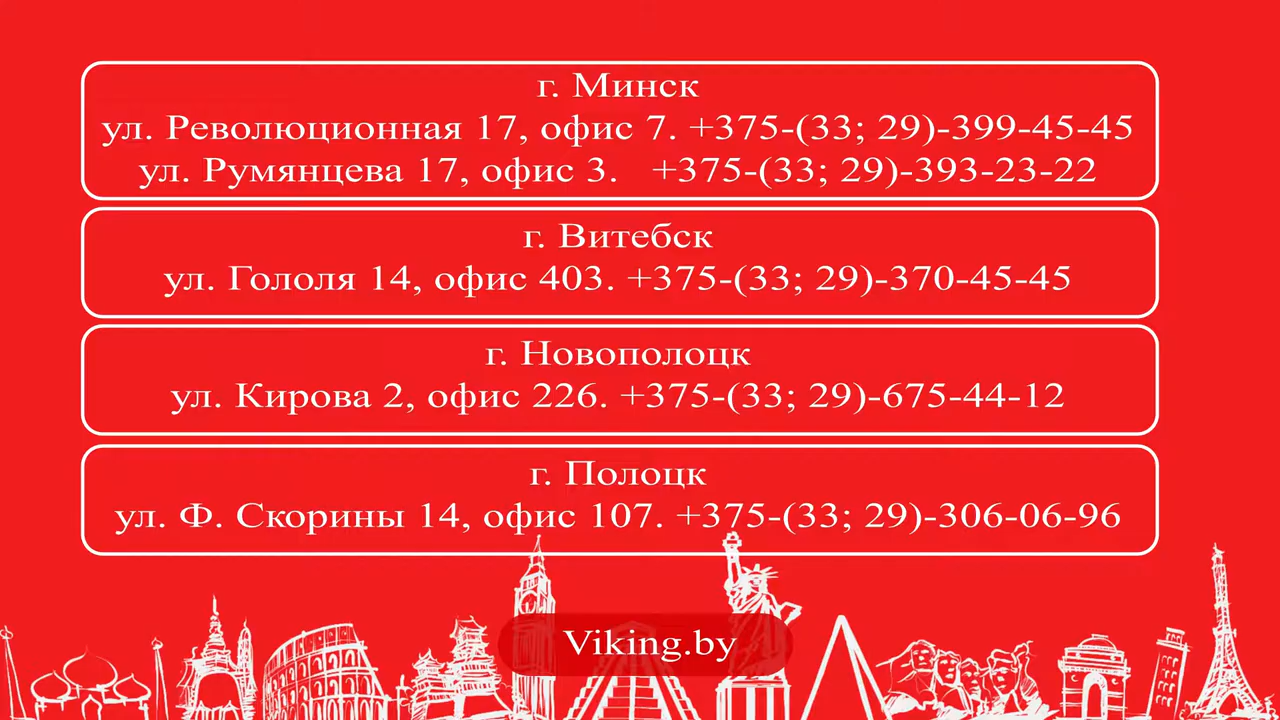 г. Минск
ул. Революционная 17, офис 7. +375-(33; 29)-399-45-45
ул. Румянцева 17, офис 3. +375-(33; 29)-393-23-22
г. Витебск
ул. Гололя 14, офис 403. +375-(33; 29)-370-45-45
г. Новополоцк
ул. Кирова 2, офис 226. +375-(33; 29)-675-44-12
г. Полоцк
ул. Ф. Скорины 14, офис 107. +375-(33; 29)-306-06-96
Viking.by